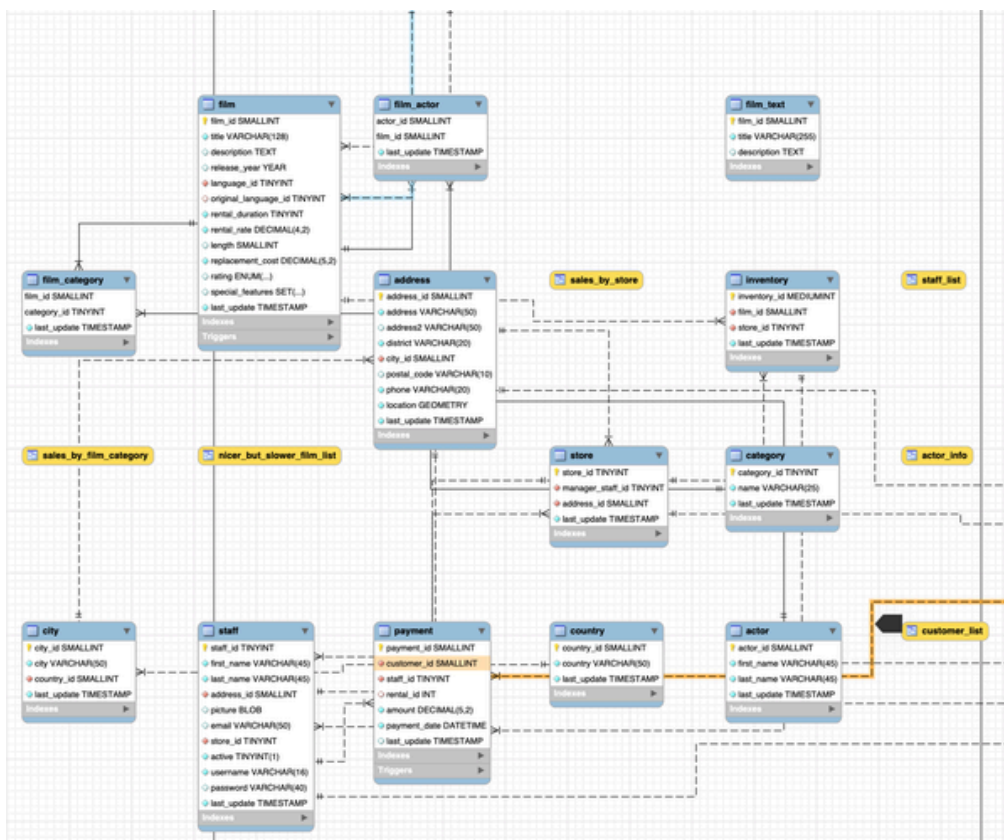 film
film_id SMALLINT
title VARCHAR(128)
description TEXT
release_year YEAR
language_id TINYINT
original_language_id TINYINT
rental_duration TINYINT
rental_rate DECIMAL(4,2)
length SMALLINT
replacement_cost DECIMAL(5,2)
rating ENUM(...)
special_features SET(...)
last_update TIMESTAMP
Indexes
Triggers
film_actor
actor_id SMALLINT
film_id SMALLINT
last_update TIMESTAMP
Indexes
film_text
film_id SMALLINT
title VARCHAR(255)
description TEXT
Indexes
film_category
film_id SMALLINT
category_id TINYINT
last_update TIMESTAMP
Indexes
address
address_id SMALLINT
address VARCHAR(50)
address2 VARCHAR(50)
district VARCHAR(20)
city_id SMALLINT
postal_code VARCHAR(10)
phone VARCHAR(20)
location GEOMETRY
last_update TIMESTAMP
Indexes
sales_by_store
inventory
inventory_id MEDIUMINT
film_id SMALLINT
store_id TINYINT
last_update TIMESTAMP
Indexes
staff_list
sales_by_film_category
nicer_but_slower_film_list
store
store_id TINYINT
manager_staff_id TINYINT
address_id SMALLINT
last_update TIMESTAMP
Indexes
category
category_id TINYINT
name VARCHAR(25)
last_update TIMESTAMP
Indexes
actor_info
city
city_id SMALLINT
city VARCHAR(50)
country_id SMALLINT
last_update TIMESTAMP
Indexes
staff
staff_id TINYINT
first_name VARCHAR(45)
last_name VARCHAR(45)
address_id SMALLINT
picture BLOB
email VARCHAR(50)
store_id TINYINT
active TINYINT(1)
username VARCHAR(16)
password VARCHAR(40)
last_update TIMESTAMP
Indexes
payment
payment_id SMALLINT
customer_id SMALLINT
staff_id TINYINT
rental_id INT
amount DECIMAL(5,2)
payment_date DATETIME
last_update TIMESTAMP
Indexes
Triggers
country
country_id SMALLINT
country VARCHAR(50)
last_update TIMESTAMP
Indexes
actor
actor_id SMALLINT
first_name VARCHAR(45)
last_name VARCHAR(45)
last_update TIMESTAMP
Indexes
customer_list